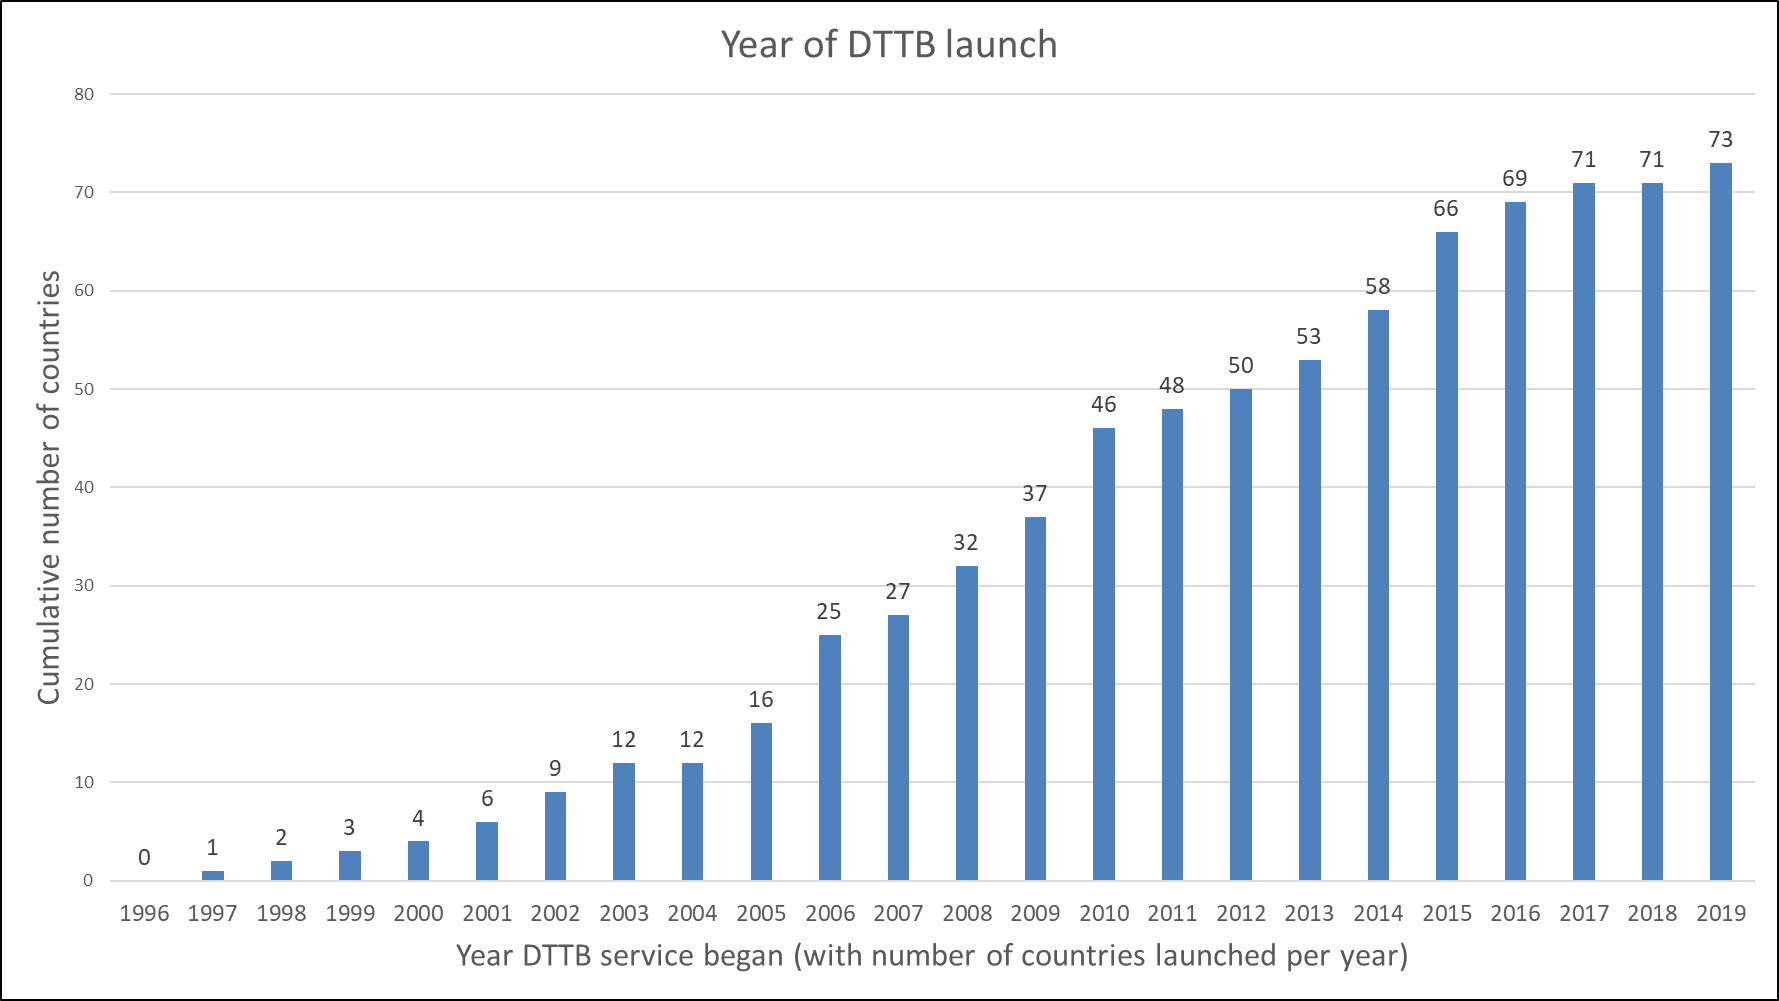 Year of DTTB launch
Cumulative number of countries
80
70
60
50
40
30
20
10
0
0 1 2 3 4 6 9 12 12 16 25 27 32 37 46 48 50 53 58 66 69 71 71 73
1996 1997 1998 1999 2000 2001 2002 2003 2004 2005 2006 2007 2008 2009 2010 2011 2012 2013 2014 2015 2016 2017 2018 2019
Year DTTB service began (with number of countries launched per year)